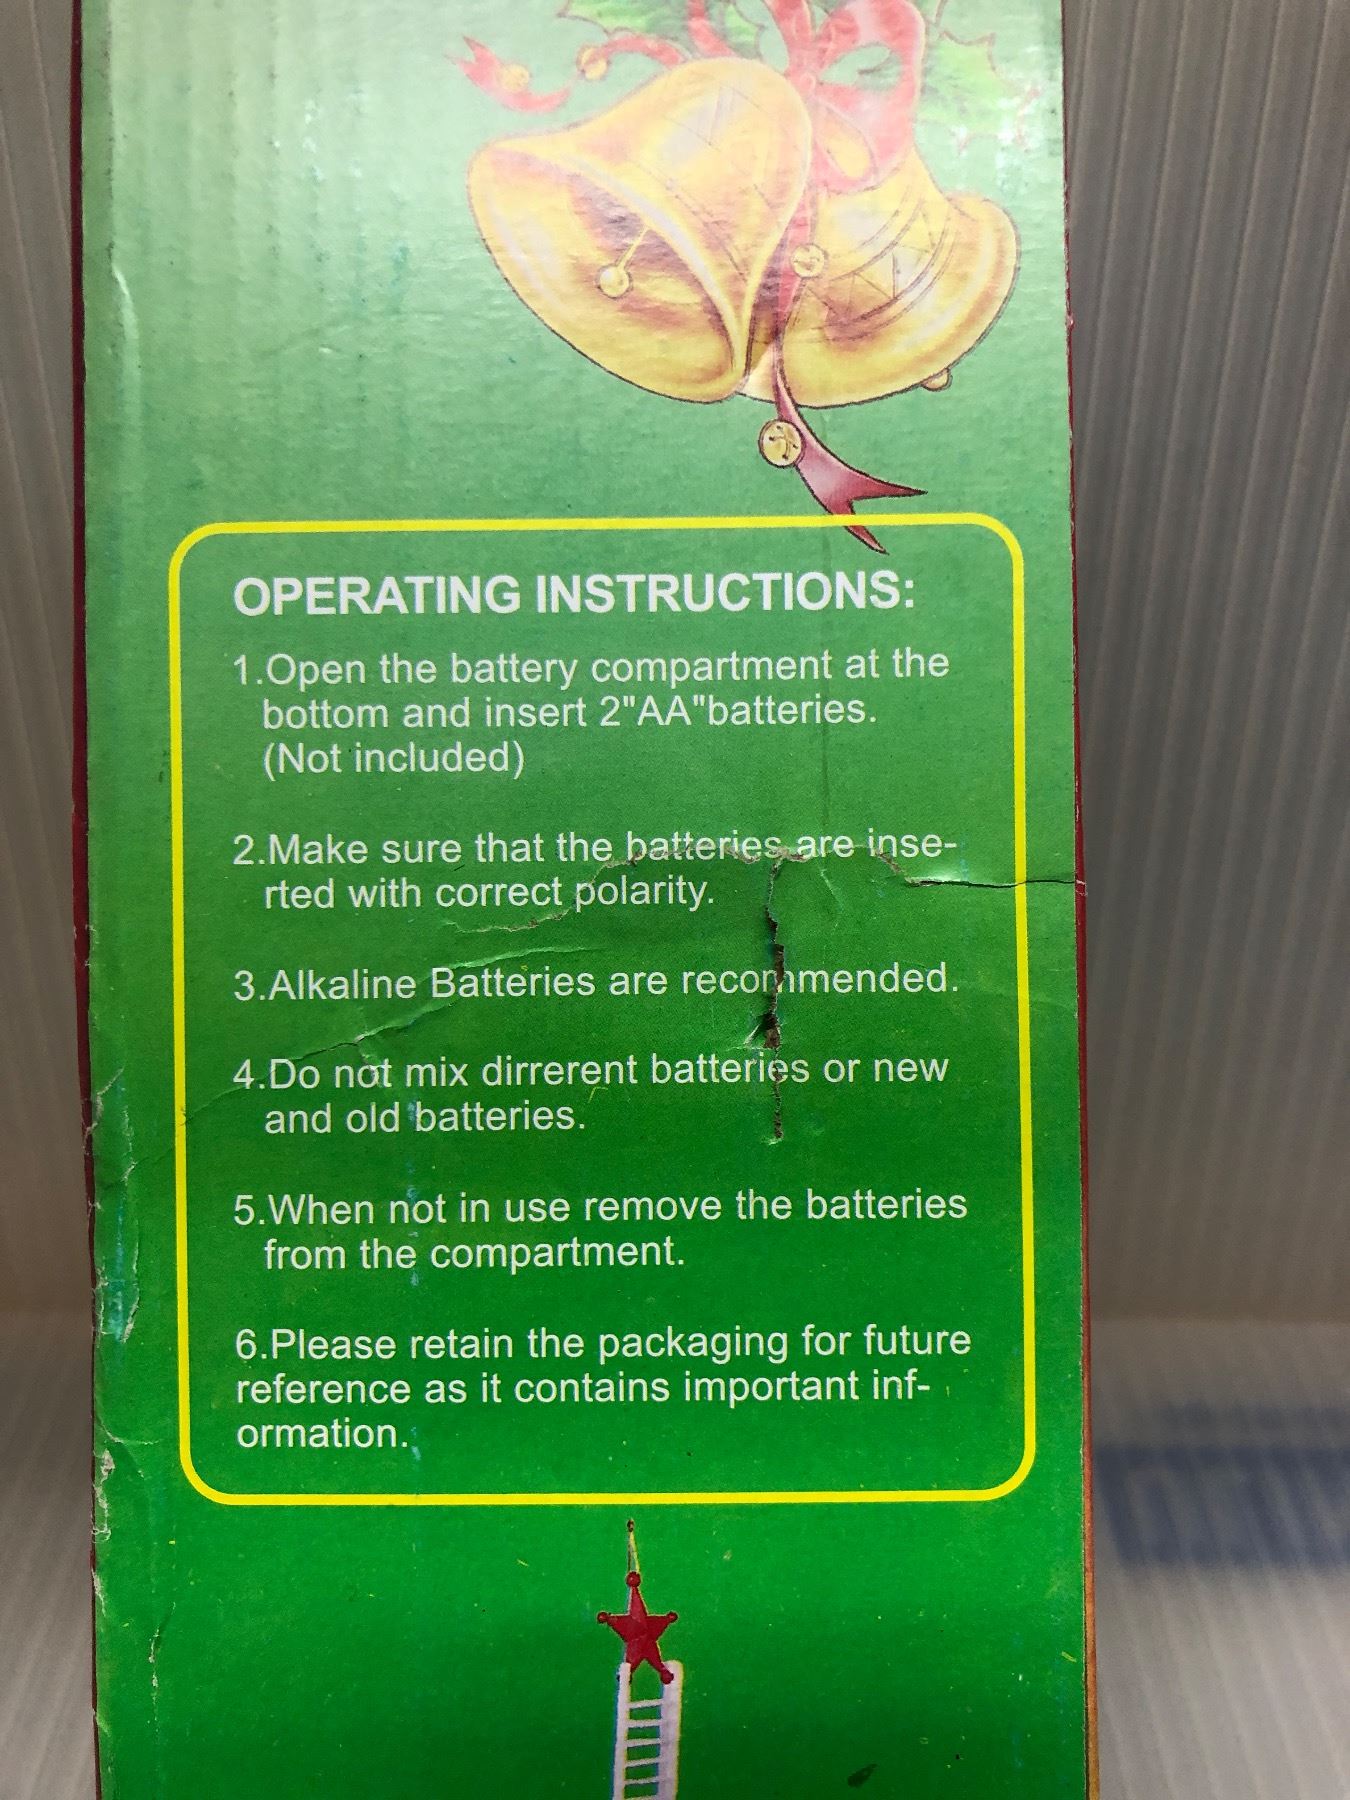 OPERATING INSTRUCTIONS:
1.Open the battery compartment at the
bottom and insert 2"AA"batteries.
(Not included)
2.Make sure that the batteries are inse-
rted with correct polarity.
3.Alkaline Batteries are recommended.
4.Do not mix dirrerent batteries or new
and old batteries.
5.When not in use remove the batteries
from the compartment.
6.Please retain the packaging for future
reference as it contains important inf-
ormation.